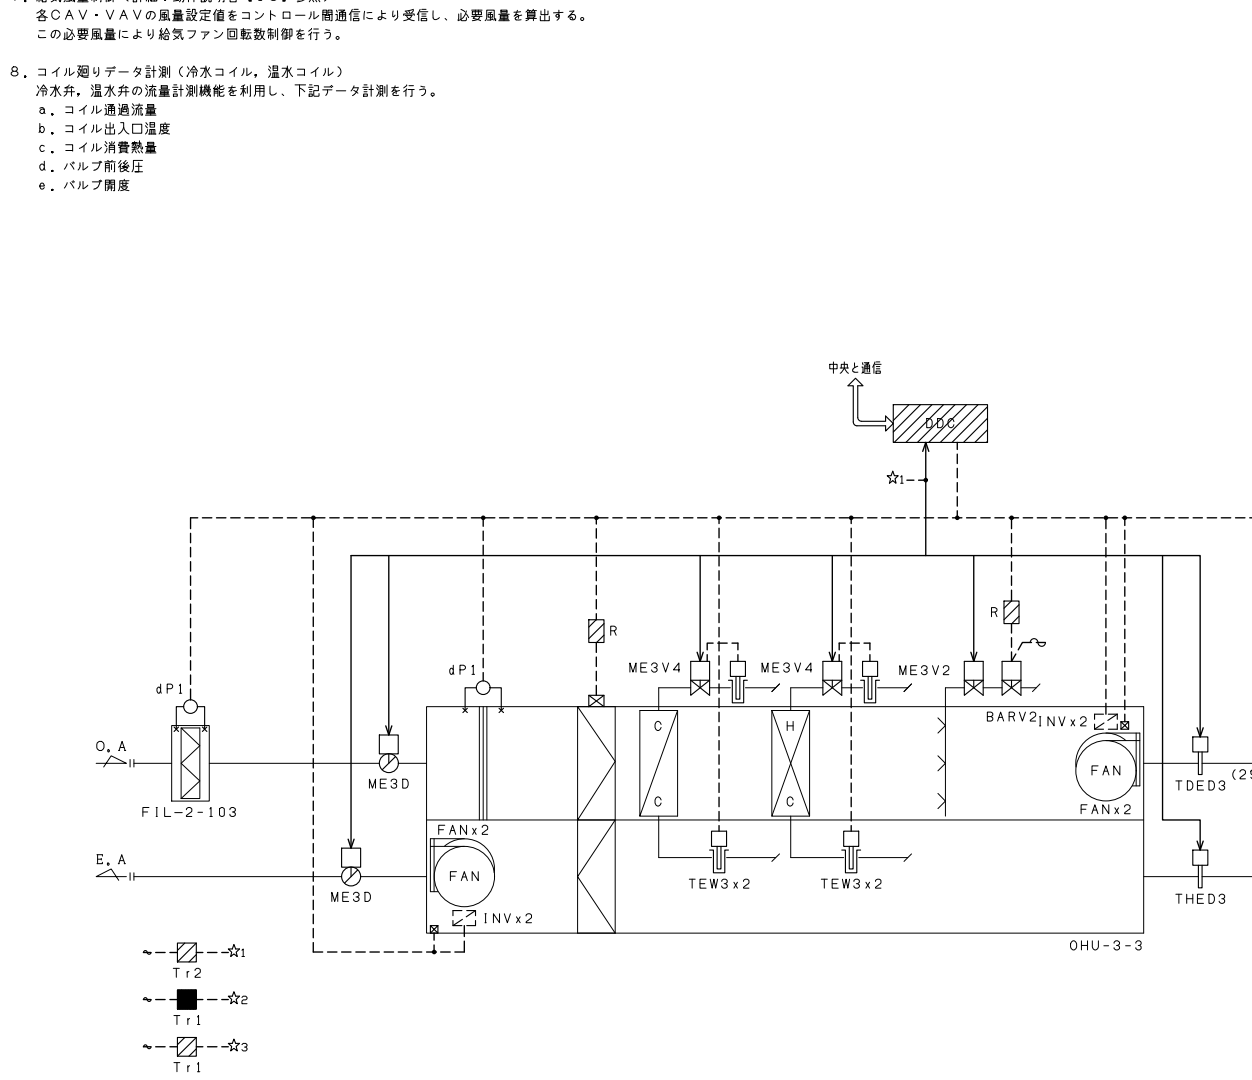 各ＣＡＶ・ＶＡＶの風量設定値をコントロール間通信により受信し、必要風量を算出する。
この必要風量により給気ファン回転数制御を行う。
８．コイル廻りデータ計測（冷水コイル，温水コイル）
冷水弁，温水弁の流量計測機能を利用し、下記データ計測を行う。
ａ．コイル通過流量
ｂ．コイル出入口温度
ｃ．コイル消費熱量
ｄ．バルブ前後圧
ｅ．バルブ開度
中央と通信
DDC
☆1
R
R
ME3V4
ME3V4
ME3V2
dP1
dP1
BARV2
INVx2
C
H
O.A
ME3D
FAN
TDED3
(29
FIL-2-103
C
C
FANx2
FANx2
E.A
FAN
TEW3x2
TEW3x2
ME3D
THED3
INVx2
OHU-3-3
☆1
Tr2
☆2
Tr1
☆3
Tr1